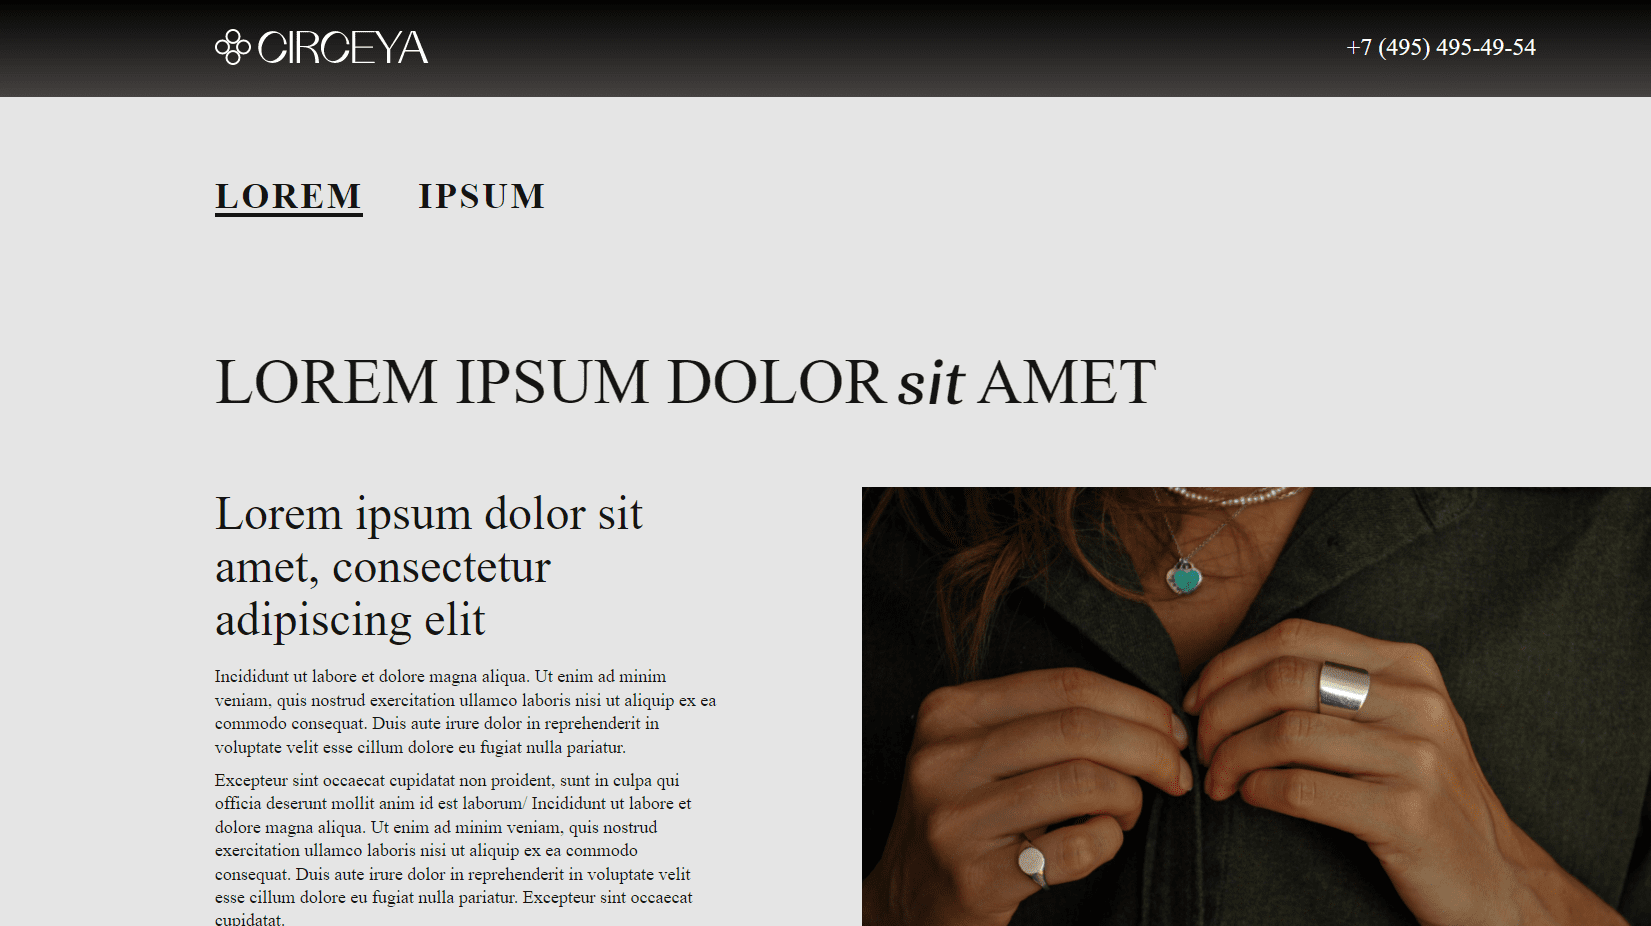 CIRCEYA
+7 (495) 495-49-54
LOREM IPSUM
LOREM IPSUM DOLOR sit AMET
Lorem ipsum dolor sit
amet, consectetur
adipiscing elit
Incididunt ut labore et dolore magna aliqua. Ut enim ad minim
veniam, quis nostrud exercitation ullamco laboris nisi ut aliquip ex ea
commodo consequat. Duis aute irure dolor in reprehenderit in
voluptate velit esse cillum dolore eu fugiat nulla pariatur.
Excepteur sint occaecat cupidatat non proident, sunt in culpa qui
officia deserunt mollit anim id est laborum/ Incididunt ut labore et
dolore magna aliqua. Ut enim ad minim veniam, quis nostrud
exercitation ullamco laboris nisi ut aliquip ex ea commodo
consequat. Duis aute irure dolor in reprehenderit in voluptate velit
esse cillum dolore eu fugiat nulla pariatur. Excepteur sint occaecat
cupidatat.